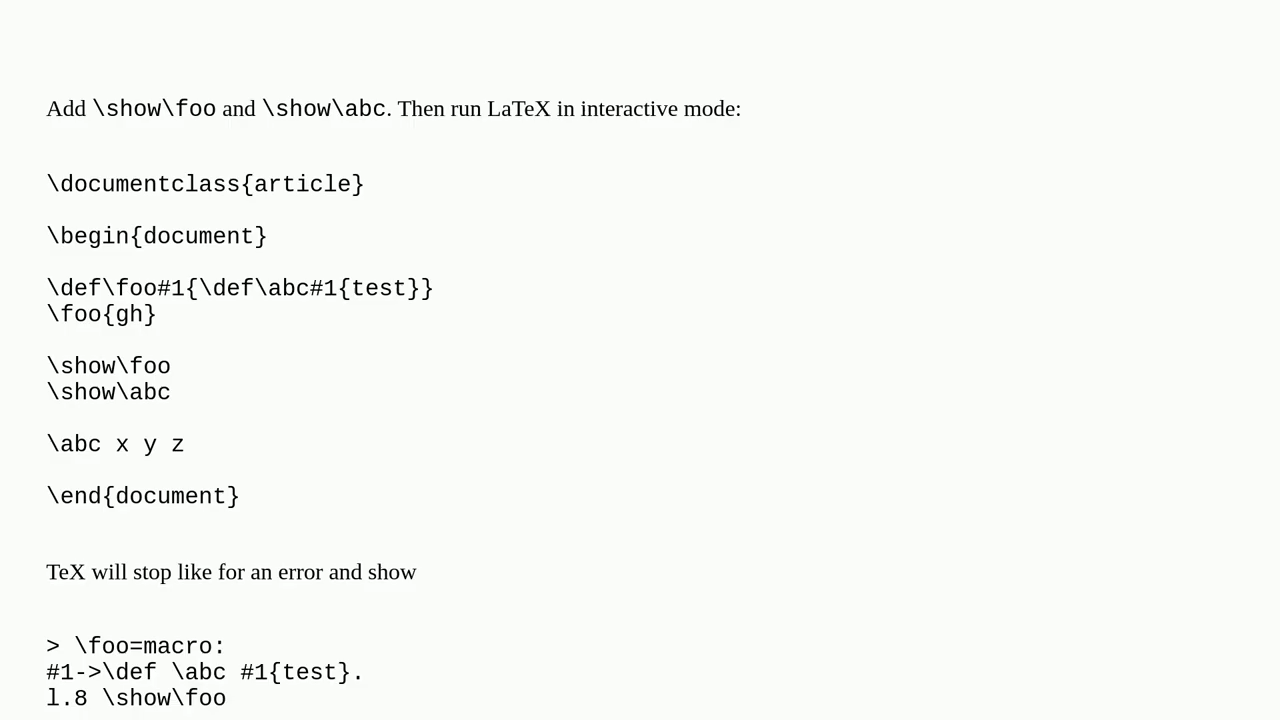 Add \show\foo and \show\abc. Then run LaTeX in interactive mode:
\documentclass{article}
\begin{document}
\def\foo#1{\def\abc#1{test}}
\foo{gh}
\show\foo
\show\abc
\abc x y z
\end{document}
TeX will stop like for an error and show
> \foo=macro:
#1->\def \abc #1{test}.
l.8 \show\foo